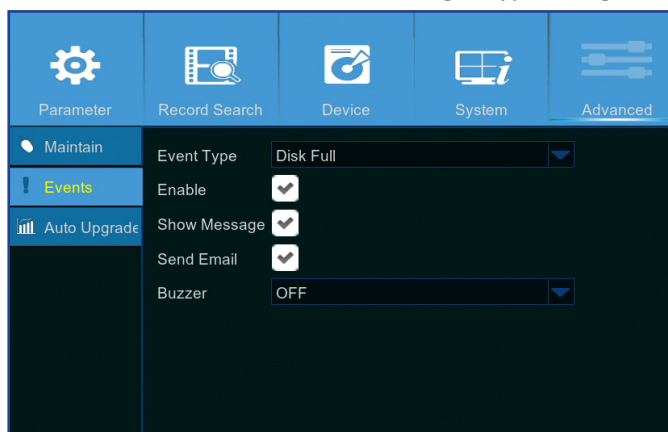 Parameter Record Search Device System Advanced
Maintain
Events
Auto Upgrade
Event Type Disk Full
Enable
Show Message
Send Email
Buzzer OFF